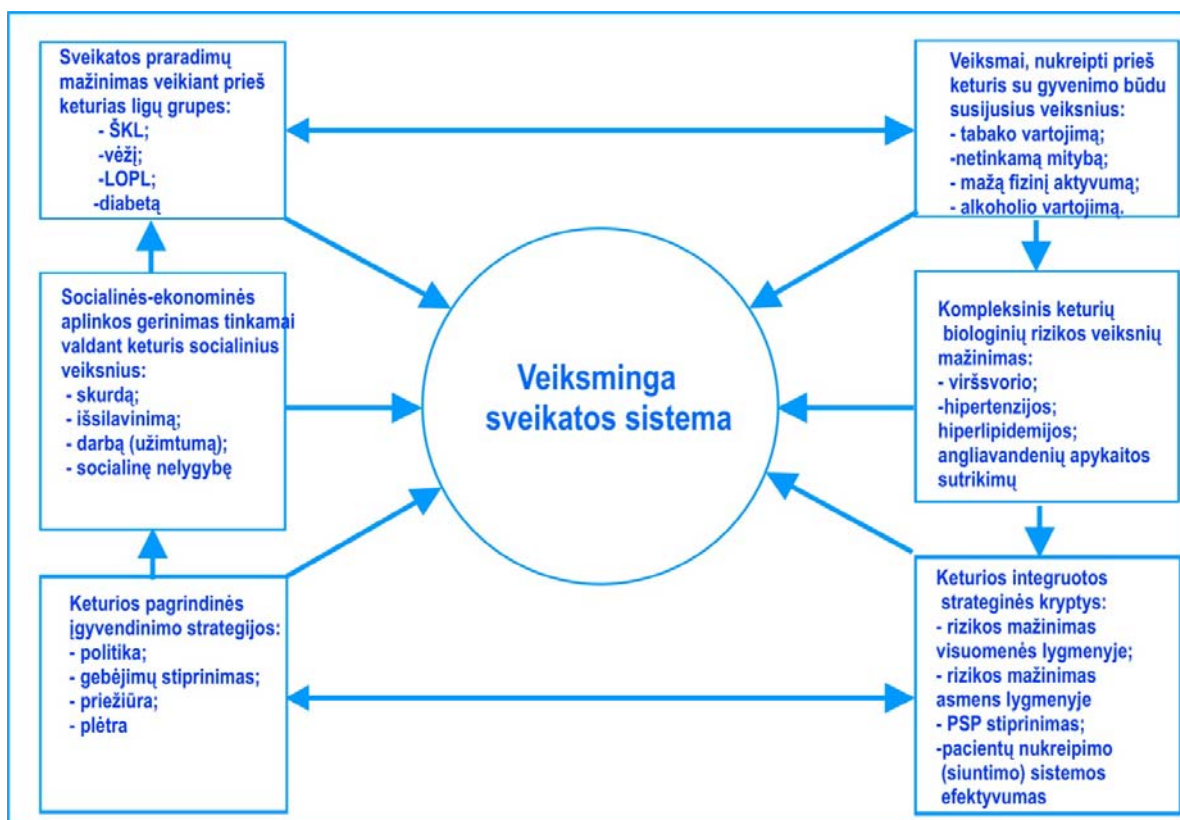 Sveikatos praradimų
mažinimas veikiant prieš
keturias ligų grupes:
- ŠKL;
-vėžį;
-LOPL;
-diabetą
Veiksmai, nukreipti prieš
keturis su gyvenimo būdu
susijusius veiksnius:
- tabako vartojimą;
-netinkamą mitybą;
- mažą fizinį aktyvumą;
- alkoholio vartojimą.
Socialinės-ekonominės
aplinkos gerinimas tinkamai
valdant keturis socialinius
veiksnius:
- skurdą;
- išsilavinimą;
- darbą (užimtumą);
- socialinę nelygybę
Veiksminga
sveikatos sistema
Kompleksinis keturių
biologinių rizikos veiksnių
mažinimas:
- viršsvorio;
-hipertenzijos;
hiperlipidemijos;
angliavandenių apykaitos
sutrikimų
Keturios pagrindinės
įgyvendinimo strategijos:
- politika;
- gebėjimų stiprinimas;
- priežiūra;
- plėtra
Keturios integruotos
strateginės kryptys:
- rizikos mažinimas
visuomenės lygmenyje;
- rizikos mažinimas
asmens lygmenyje
- PSP stiprinimas;
-pacientų nukreipimo
(siuntimo) sistemos
efektyvumas